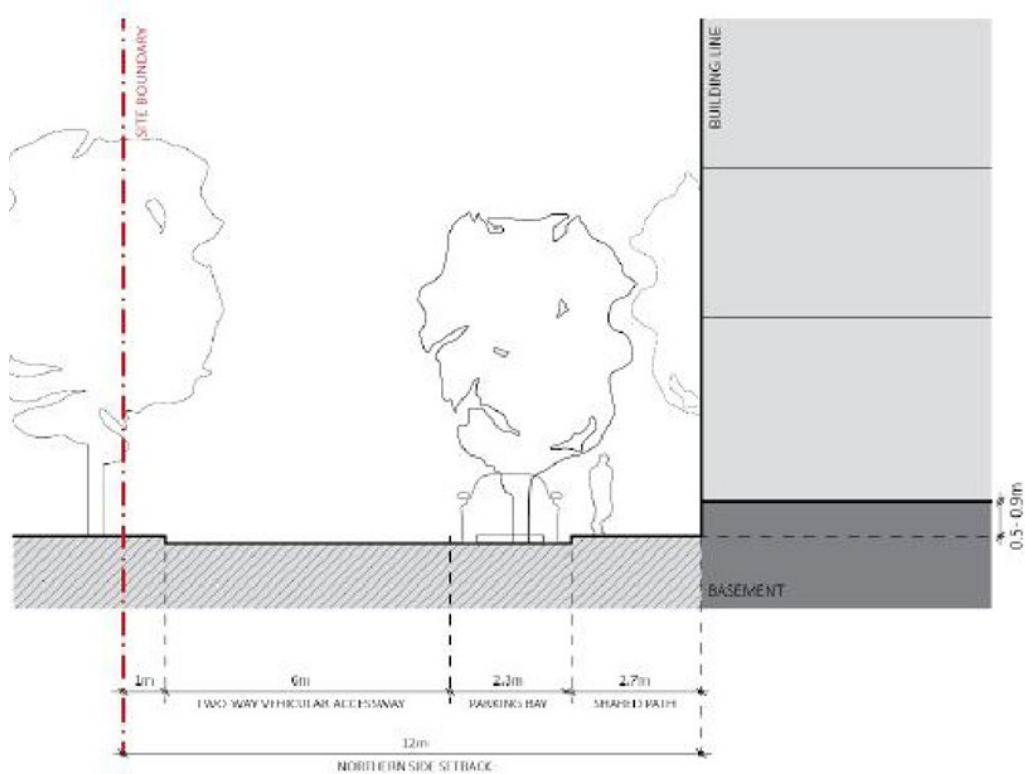 SITE BOUNDARY
BUILDING LINE
0.5- 0.9m
BASEMENT
1m
6m
2.3m
2.7m
TWO WAY VEHICULAR ACCESSWAY
PARKING BAY
SHARED PATH
12m
NORTHERN SIDE SETBACK